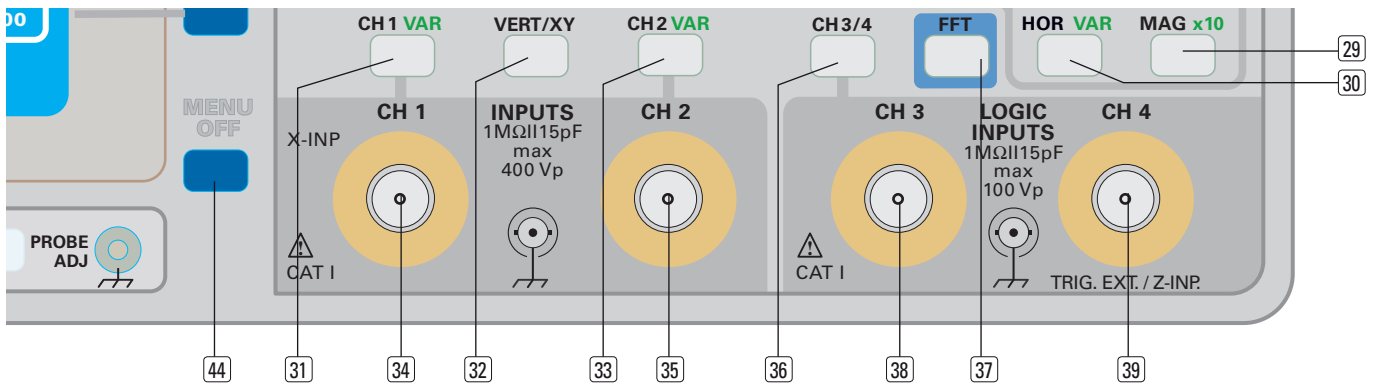 00
CH 1 VAR
VERT/XY
CH 2 VAR
CH 3/4
FFT
HOR VAR
MAG x10
29
30
MENU
OFF
CH 1
X-INP
INPUTS
1MΩII15pF
max
400 Vp
CH 2
CH 3
LOGIC
INPUTS
1MΩII15pF
max
100 Vp
CH 4
PROBE
ADJ
CAT I
CAT I
TRIG. EXT. / Z-INP.
44
31
34
32
33
35
36
38
37
39